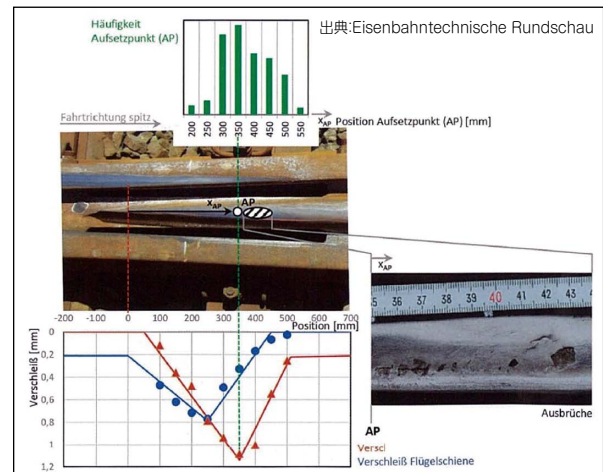 Häufigkeit
Aufsetzpunkt (AP)
出典:Eisenbahntechnische Rundschau
200
250
300
350
400
450
500
550
x_AP Position Aufsetzpunkt (AP) [mm]
Fahrtrichtung spitz
x_AP
AP
x_AP
35 36 37 38 39 40 41 42 43
Position [mm]
-200 -100 0 100 200 300 400 500 600 700
Verschleiß [mm]
0
0,2
0,4
0,6
0,8
1
1,2
Ausbrüche
AP
Verschl
Verschleiß Flügelschiene